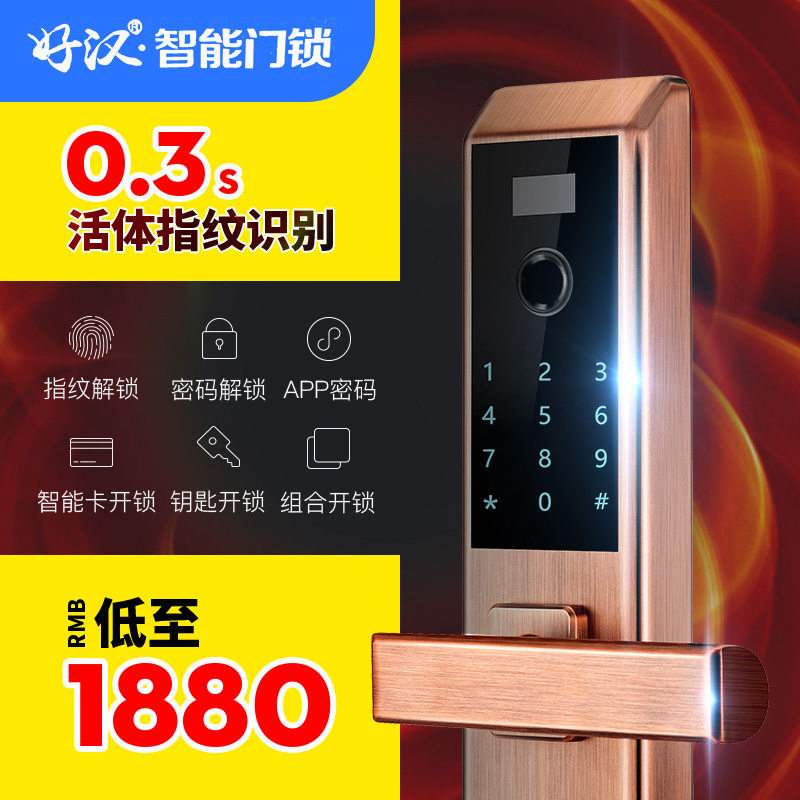 好汉®·智能门锁
0.3s
活体指纹识别
指纹解锁 密码解锁 APP密码
智能卡开锁 钥匙开锁 组合开锁
RMB 低至
1880
1 2 3
4 5 6
7 8 9
* 0 #